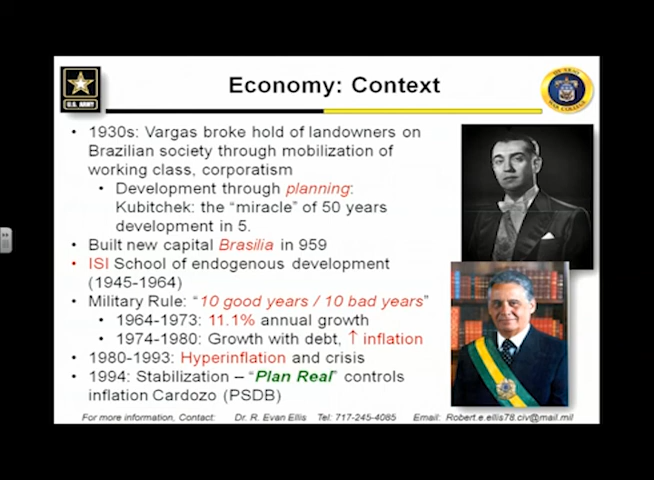 Economy: Context
U.S. ARMY
• 1930s: Vargas broke hold of landowners on
Brazilian society through mobilization of
working class, corporatism
• Development through planning:
Kubitchek: the “miracle” of 50 years
development in 5.
• Built new capital Brasilia in 959
• ISI School of endogenous development
(1945-1964)
• Military Rule: “10 good years / 10 bad years”
• 1964-1973: 11.1% annual growth
• 1974-1980: Growth with debt, ↑ inflation
• 1980-1993: Hyperinflation and crisis
• 1994: Stabilization – “Plan Real” controls
inflation Cardozo (PSDB)
For more information, Contact: Dr. R. Evan Ellis Tel: 717-245-4085 Email: Robert.e.ellis78.civ@mail.mil